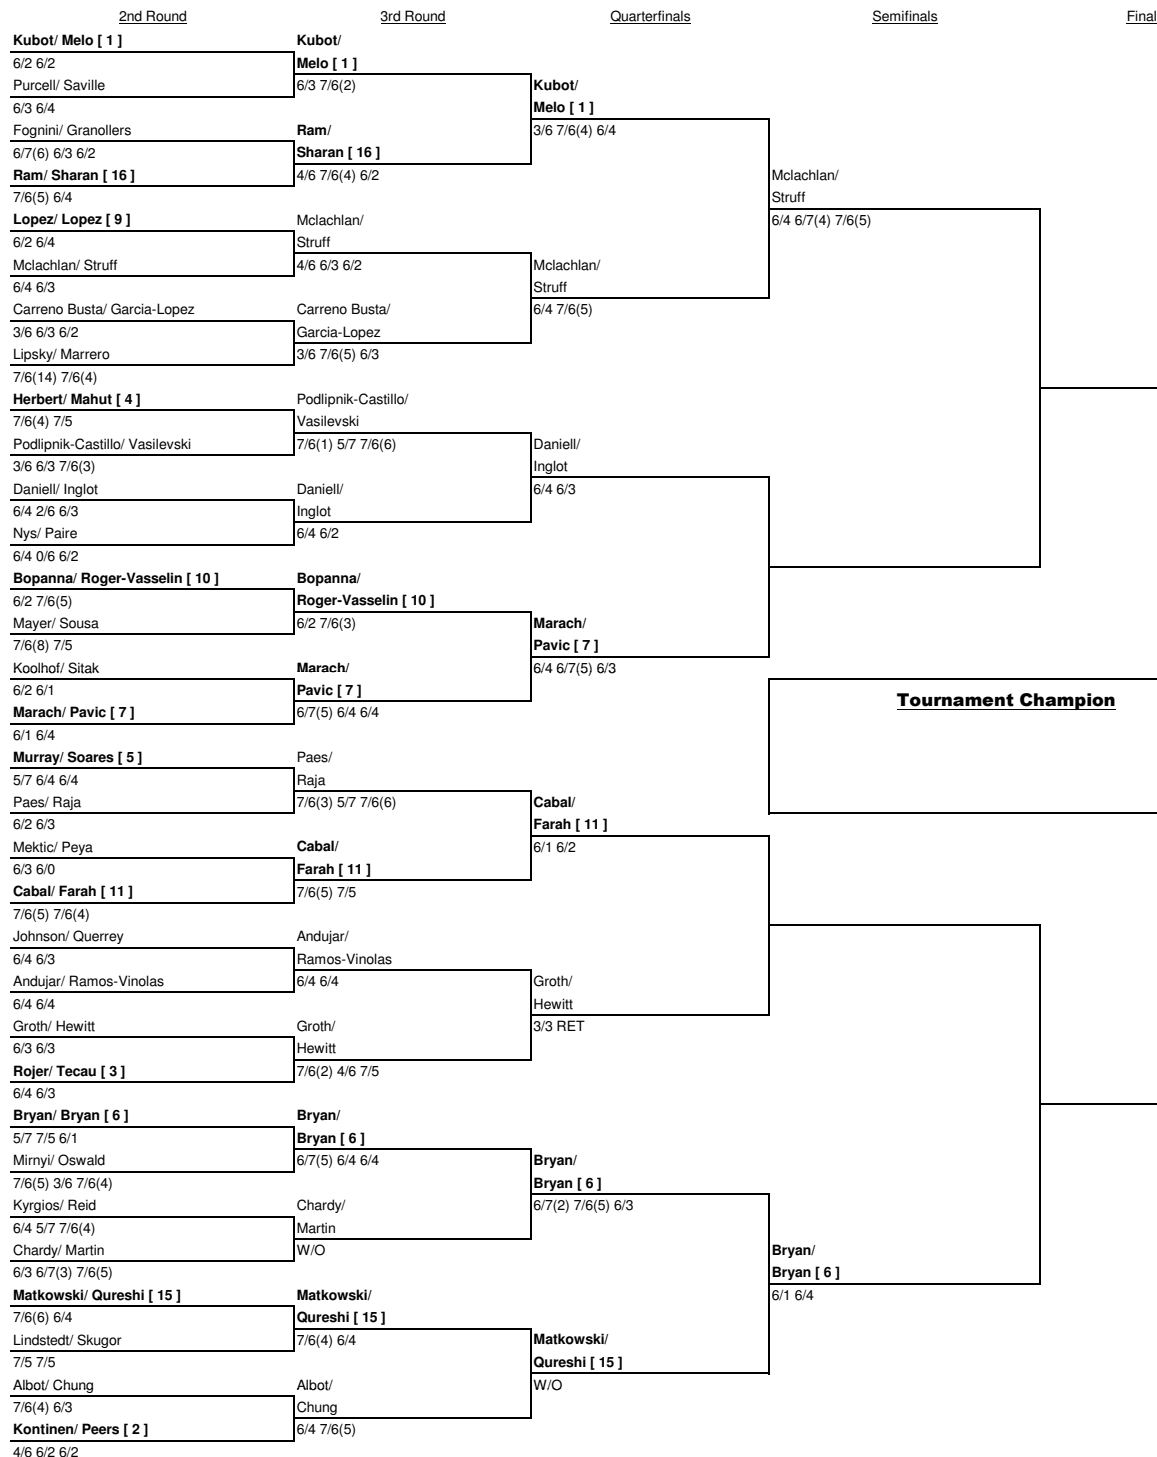 2nd Round
3rd Round
Quarterfinals
Semifinals
Final
Kubot/ Melo [ 1 ]
6/2 6/2
Purcell/ Saville
6/3 6/4
Fognini/ Granollers
6/7(6) 6/3 6/2
Ram/ Sharan [ 16 ]
7/6(5) 6/4
Lopez/ Lopez [ 9 ]
6/2 6/4
Mclachlan/ Struff
6/4 6/3
Carreno Busta/ Garcia-Lopez
3/6 6/3 6/2
Lipsky/ Marrero
7/6(14) 7/6(4)
Herbert/ Mahut [ 4 ]
7/6(4) 7/5
Podlipnik-Castillo/ Vasilevski
3/6 6/3 7/6(3)
Daniell/ Inglot
6/4 2/6 6/3
Nys/ Paire
6/4 0/6 6/2
Bopanna/ Roger-Vasselin [ 10 ]
6/2 7/6(5)
Mayer/ Sousa
7/6(8) 7/5
Koolhof/ Sitak
6/2 6/1
Marach/ Pavic [ 7 ]
6/1 6/4
Murray/ Soares [ 5 ]
5/7 6/4 6/4
Paes/ Raja
6/2 6/3
Mektic/ Peya
6/3 6/0
Cabal/ Farah [ 11 ]
7/6(5) 7/6(4)
Johnson/ Querrey
6/4 6/3
Andujar/ Ramos-Vinolas
6/4 6/4
Groth/ Hewitt
6/3 6/3
Rojer/ Tecau [ 3 ]
6/4 6/3
Bryan/ Bryan [ 6 ]
5/7 7/5 6/1
Mirnyi/ Oswald
7/6(5) 3/6 7/6(4)
Kyrgios/ Reid
6/4 5/7 7/6(4)
Chardy/ Martin
6/3 6/7(3) 7/6(5)
Matkowski/ Qureshi [ 15 ]
7/6(6) 6/4
Lindstedt/ Skugor
7/5 7/5
Albot/ Chung
7/6(4) 6/3
Kontinen/ Peers [ 2 ]
4/6 6/2 6/2
Kubot/
Melo [ 1 ]
6/3 7/6(2)
Ram/
Sharan [ 16 ]
4/6 7/6(4) 6/2
Mclachlan/
Struff
4/6 6/3 6/2
Carreno Busta/
Garcia-Lopez
3/6 7/6(5) 6/3
Podlipnik-Castillo/
Vasilevski
7/6(1) 5/7 7/6(6)
Daniell/
Inglot
6/4 6/2
Bopanna/
Roger-Vasselin [ 10 ]
6/2 7/6(3)
Marach/
Pavic [ 7 ]
6/7(5) 6/4 6/4
Paes/
Raja
7/6(3) 5/7 7/6(6)
Cabal/
Farah [ 11 ]
7/6(5) 7/5
Andujar/
Ramos-Vinolas
6/4 6/4
Groth/
Hewitt
7/6(2) 4/6 7/5
Bryan/
Bryan [ 6 ]
6/7(5) 6/4 6/4
Chardy/
Martin
W/O
Matkowski/
Qureshi [ 15 ]
7/6(4) 6/4
Albot/
Chung
6/4 7/6(5)
Kubot/
Melo [ 1 ]
3/6 7/6(4) 6/4
Mclachlan/
Struff
6/4 7/6(5)
Daniell/
Inglot
6/4 6/3
Marach/
Pavic [ 7 ]
6/4 6/7(5) 6/3
Cabal/
Farah [ 11 ]
6/1 6/2
Groth/
Hewitt
3/3 RET
Bryan/
Bryan [ 6 ]
6/7(2) 7/6(5) 6/3
Matkowski/
Qureshi [ 15 ]
W/O
Mclachlan/
Struff
6/4 6/7(4) 7/6(5)
Bryan/
Bryan [ 6 ]
6/1 6/4
Tournament Champion